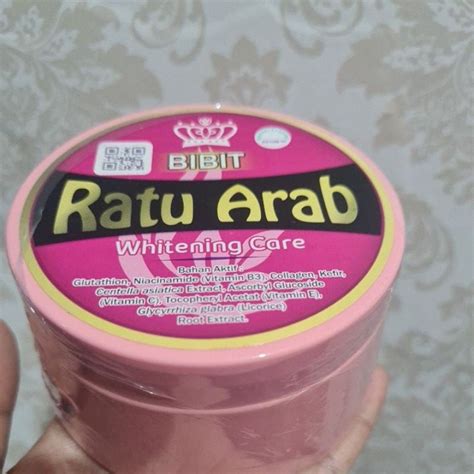 BIBIT
Ratu Arab
Whitening Care
Bahan Aktif
Glutathion, Niacinamide (Vitamin B3), Collagen, Kefir,
Centella asiatica Extract, Ascorby Glucoside
(Vitamin C), Tocopheryl Acetat (Vitamin E),
Glycyrrhiza glabra (Licorice)
Root Extract.